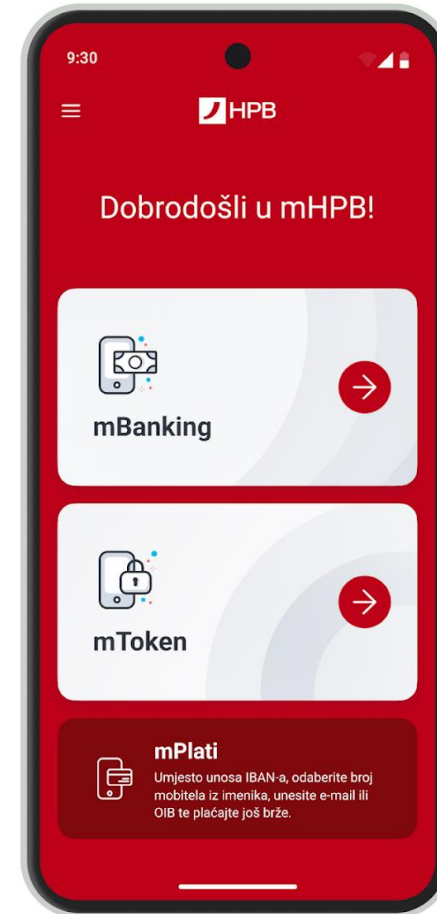 9:30
HPB
Dobrodošli u mHPB!
mBanking
mToken
mPlati
Umjesto unosa IBAN-a, odaberite broj
mobitela iz imenika, unesite e-mail ili
OIB te plaćajte još brže.